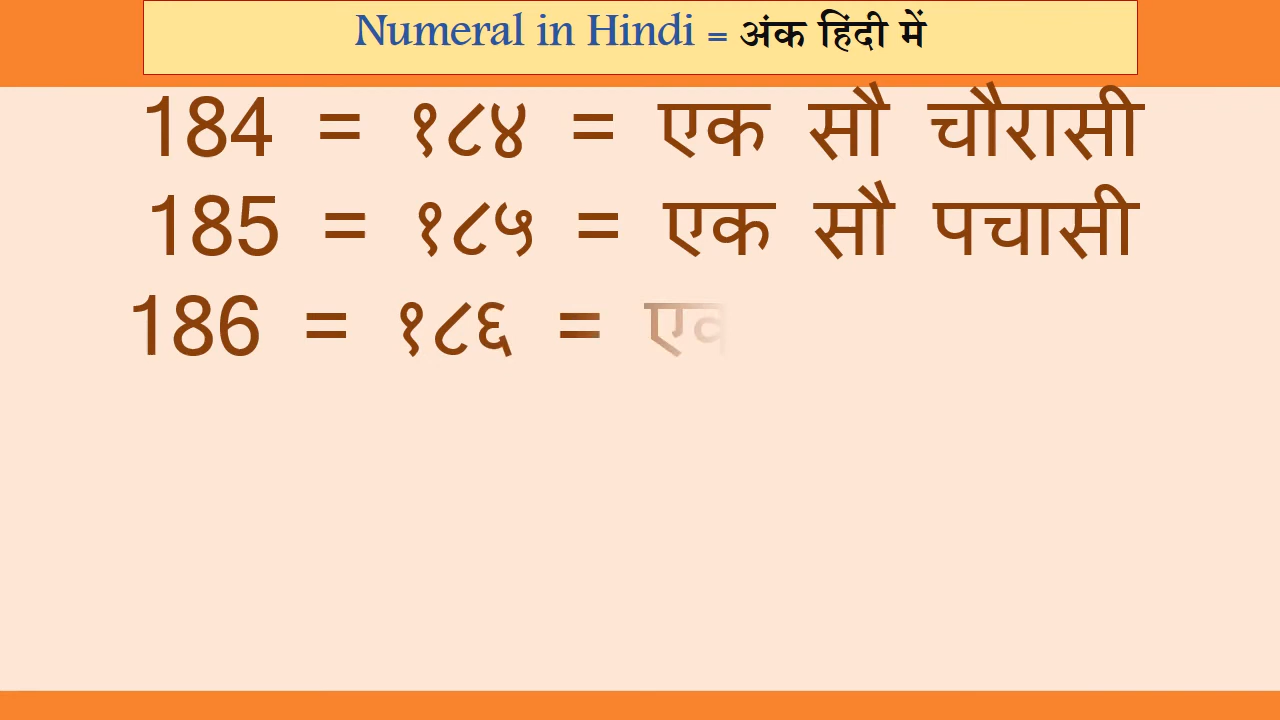 Numeral in Hindi = अंक हिंदी में
184 = १८४ = एक सौ चौरासी
185 = १८५ = एक सौ पचासी
186 = १८६ =